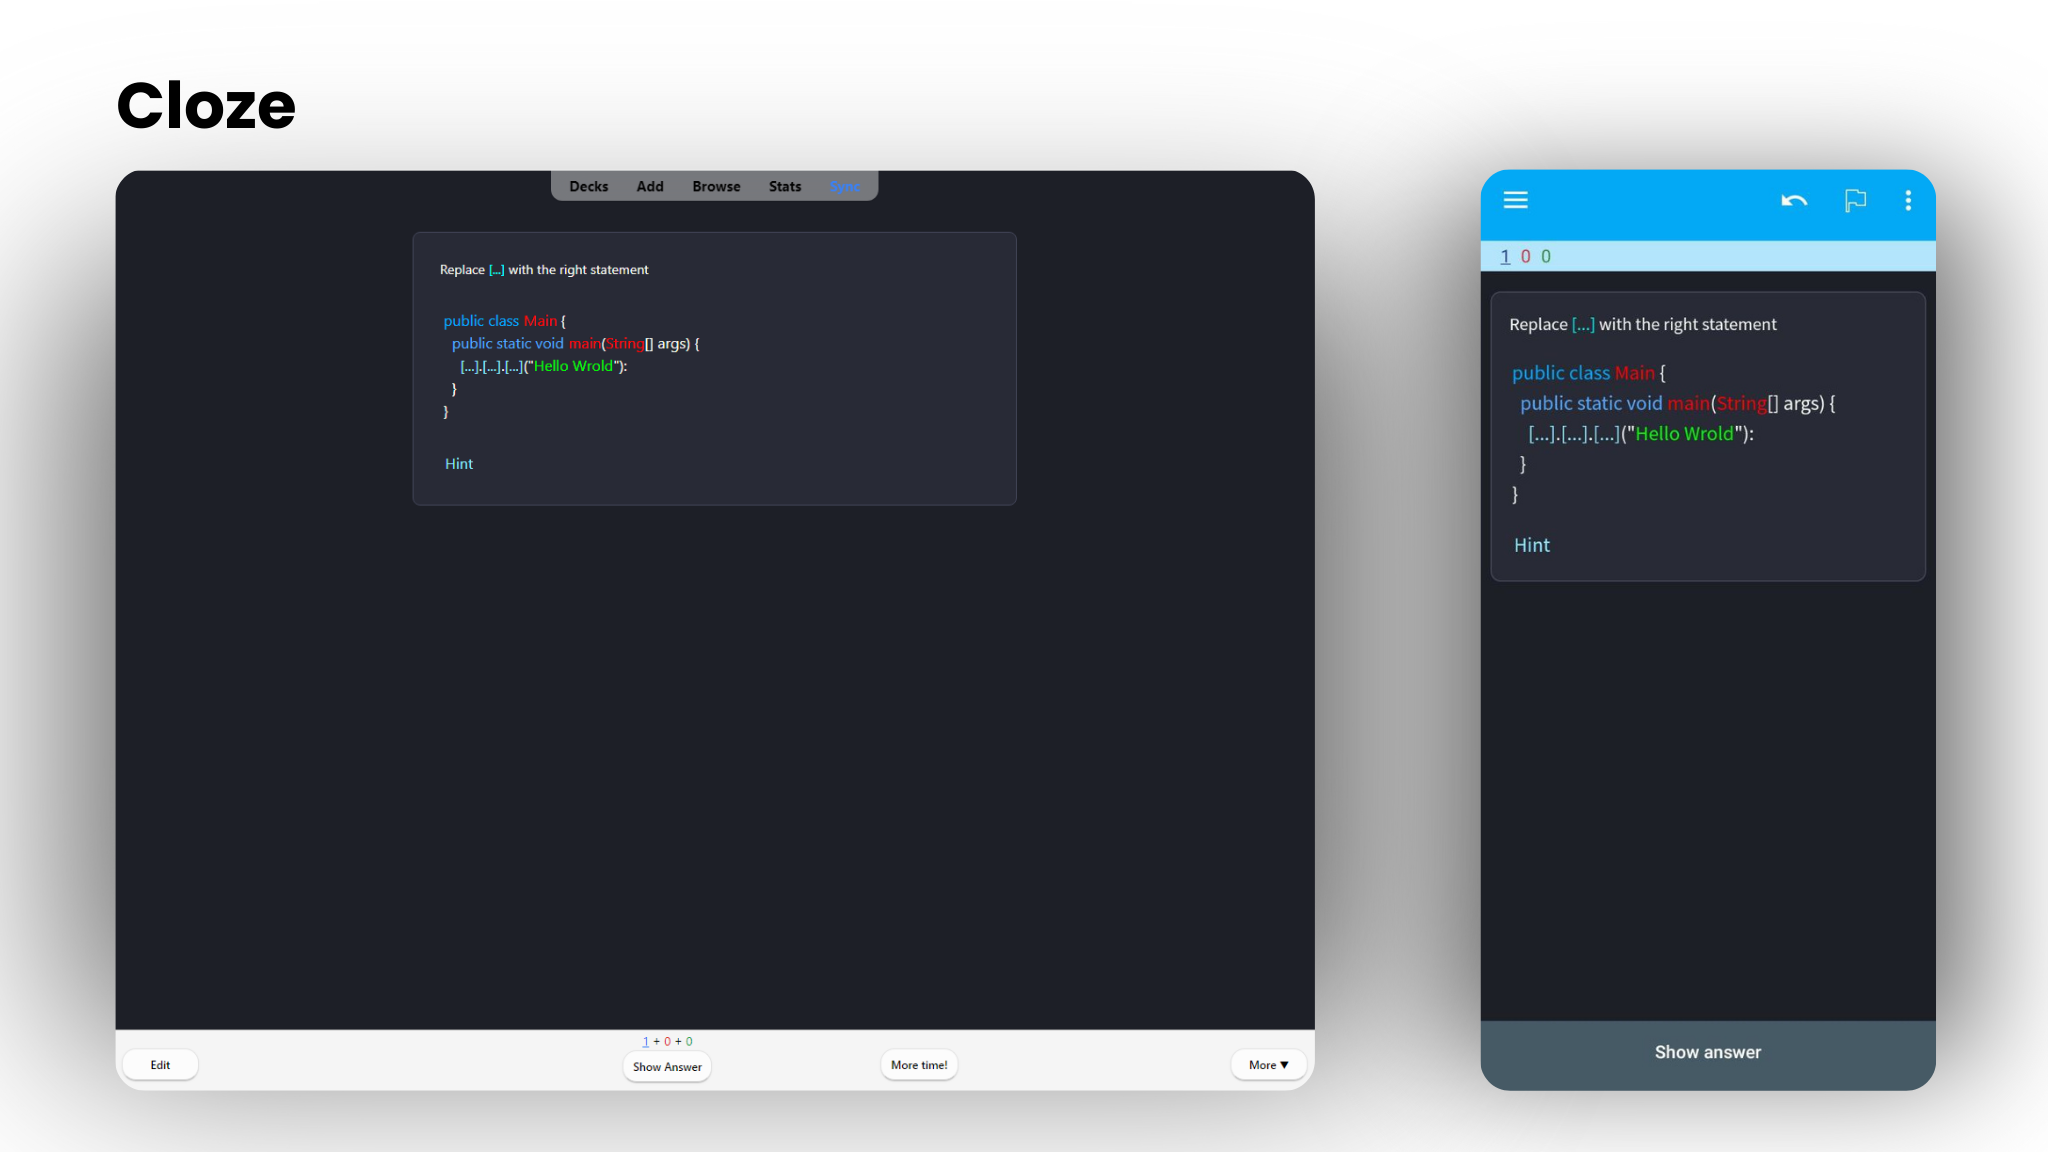 Cloze
Decks Add Browse Stats Sync
Replace [...] with the right statement
public class Main {
public static void main(String[] args) {
[...].[...].[...]("Hello Wrold"):
}
}
Hint
1 + 0 + 0
Edit
Show Answer
More time!
More ▼
1 0 0
Replace [...] with the right statement
public class Main {
public static void main(String[] args) {
[...].[...].[...]("Hello Wrold"):
}
}
Hint
Show answer